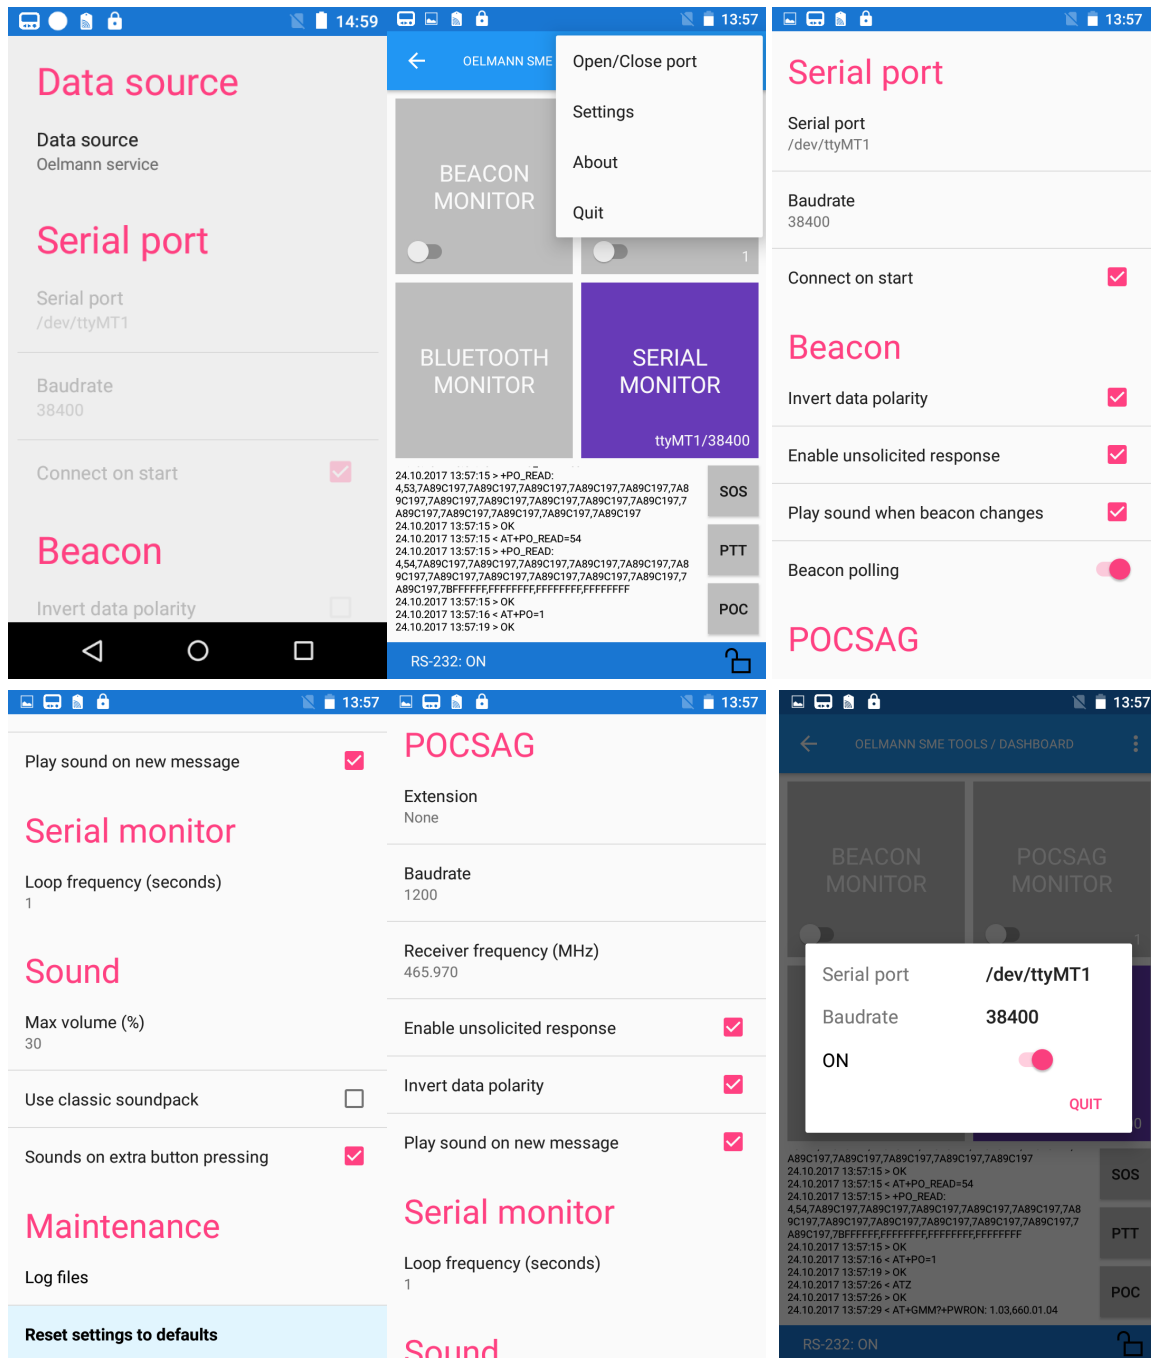 14:59
Data source
Data source
Oelmann service
Serial port
Serial port
/dev/ttyMT1
Baudrate
38400
Connect on start
Beacon
Invert data polarity
13:57
OELMANN SME
Open/Close port
Settings
About
Quit
BEACON
MONITOR
1
BLUETOOTH
MONITOR
SERIAL
MONITOR
ttyMT1/38400
24.10.2017 13:57:15 > +PO_READ:
4,53,7A89C197,7A89C197,7A89C197,7A89C197,7A89C197,7A8
9C197,7A89C197,7A89C197,7A89C197,7A89C197,7A89C197,7
A89C197,7A89C197,7A89C197,7A89C197,7A89C197
24.10.2017 13:57:15 > OK
24.10.2017 13:57:15 < AT+PO_READ=54
24.10.2017 13:57:15 > +PO_READ:
4,54,7A89C197,7A89C197,7A89C197,7A89C197,7A89C197,7A8
9C197,7A89C197,7A89C197,7A89C197,7A89C197,7A89C197,7
A89C197,7BFFFFFF,FFFFFFFF,FFFFFFFF,FFFFFFFF
24.10.2017 13:57:15 > OK
24.10.2017 13:57:16 < AT+PO=1
24.10.2017 13:57:19 > OK
SOS
PTT
POC
RS-232: ON
13:57
Serial port
Serial port
/dev/ttyMT1
Baudrate
38400
Connect on start
Beacon
Invert data polarity
Enable unsolicited response
Play sound when beacon changes
Beacon polling
POCSAG
13:57
Play sound on new message
Serial monitor
Loop frequency (seconds)
1
Sound
Max volume (%)
30
Use classic soundpack
Sounds on extra button pressing
Maintenance
Log files
Reset settings to defaults
13:57
POCSAG
Extension
None
Baudrate
1200
Receiver frequency (MHz)
465.970
Enable unsolicited response
Invert data polarity
Play sound on new message
Serial monitor
Loop frequency (seconds)
1
Sound
13:57
OELMANN SME TOOLS / DASHBOARD
BEACON
MONITOR
POCSAG
MONITOR
1
Serial port /dev/ttyMT1
Baudrate 38400
ON
QUIT
0
A89C197,7A89C197,7A89C197,7A89C197,7A89C197
24.10.2017 13:57:15 > OK
24.10.2017 13:57:15 < AT+PO_READ=54
24.10.2017 13:57:15 > +PO_READ:
4,54,7A89C197,7A89C197,7A89C197,7A89C197,7A89C197,7A8
9C197,7A89C197,7A89C197,7A89C197,7A89C197,7A89C197,7
A89C197,7BFFFFFF,FFFFFFFF,FFFFFFFF,FFFFFFFF
24.10.2017 13:57:15 > OK
24.10.2017 13:57:16 < AT+PO=1
24.10.2017 13:57:19 > OK
24.10.2017 13:57:26 < ATZ
24.10.2017 13:57:26 > OK
24.10.2017 13:57:29 < AT+GMM?+PWRON: 1.03,660.01.04
SOS
PTT
POC
RS-232: ON